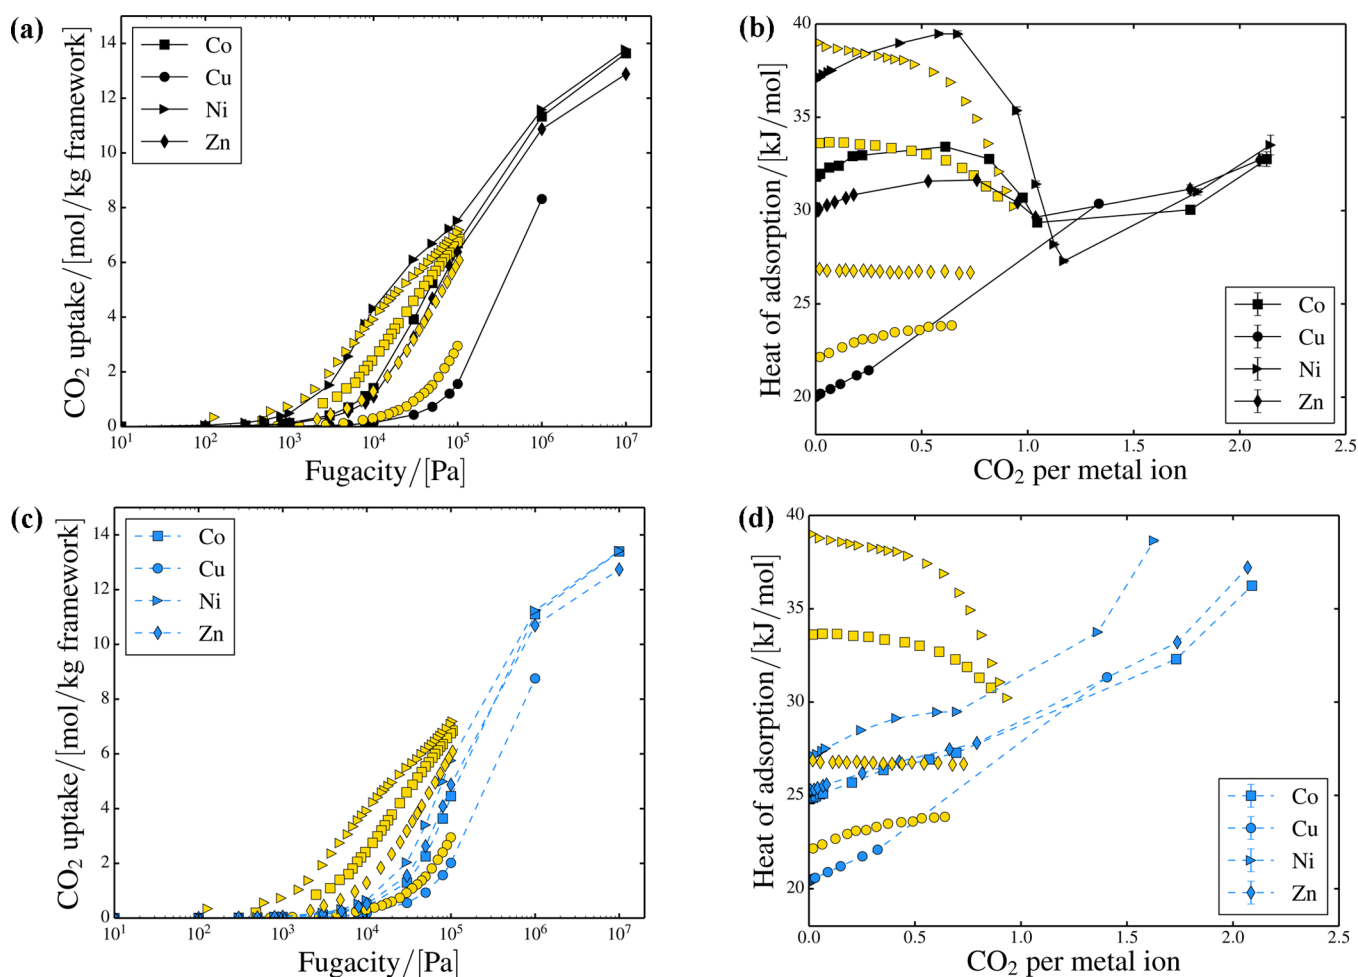 (a)
CO2 uptake/[mol/kg framework]
14
12
10
8
6
4
2
0
Co
Cu
Ni
Zn
10^1
10^2
10^3
10^4
10^5
10^6
10^7
Fugacity/[Pa]
(b)
Heat of adsorption/[kJ/mol]
40
35
30
25
20
Co
Cu
Ni
Zn
0.0
0.5
1.0
1.5
2.0
2.5
CO2 per metal ion
(c)
CO2 uptake/[mol/kg framework]
14
12
10
8
6
4
2
0
Co
Cu
Ni
Zn
10^1
10^2
10^3
10^4
10^5
10^6
10^7
Fugacity/[Pa]
(d)
Heat of adsorption/[kJ/mol]
40
35
30
25
20
Co
Cu
Ni
Zn
0.0
0.5
1.0
1.5
2.0
2.5
CO2 per metal ion